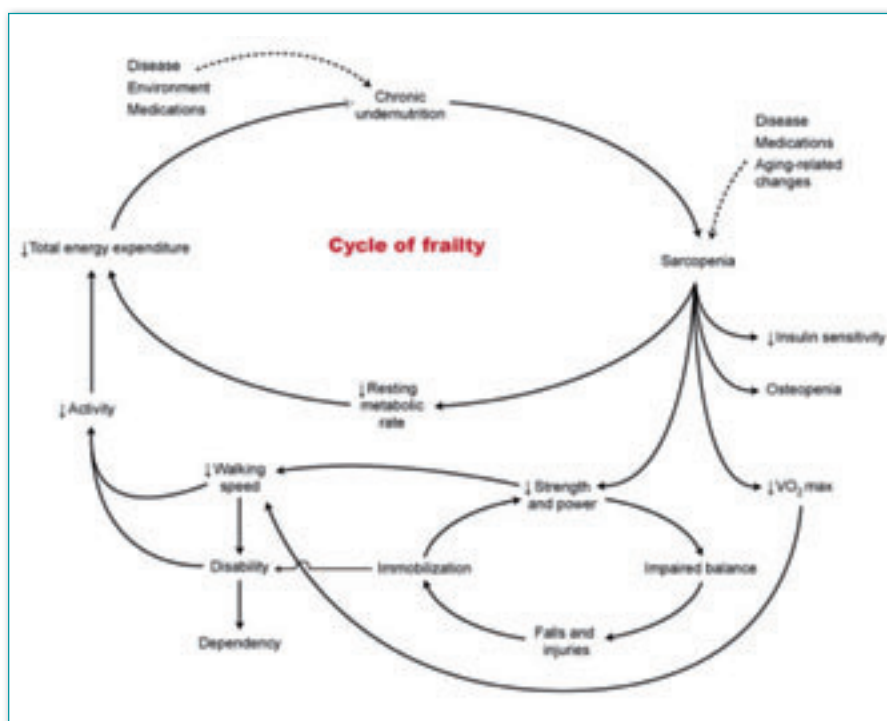 Disease
Environment
Medications
Chronic
undernutrition
Disease
Medications
Aging-related
changes
↓Total energy expenditure
Cycle of frailty
Sarcopenia
↓Insulin sensitivity
↓Resting
metabolic
rate
Osteopenia
↓Activity
↓Walking
speed
↓Strength
and power
↓VO₂ max
Disability
Immobilization
Impaired balance
Dependency
Falls and
injuries